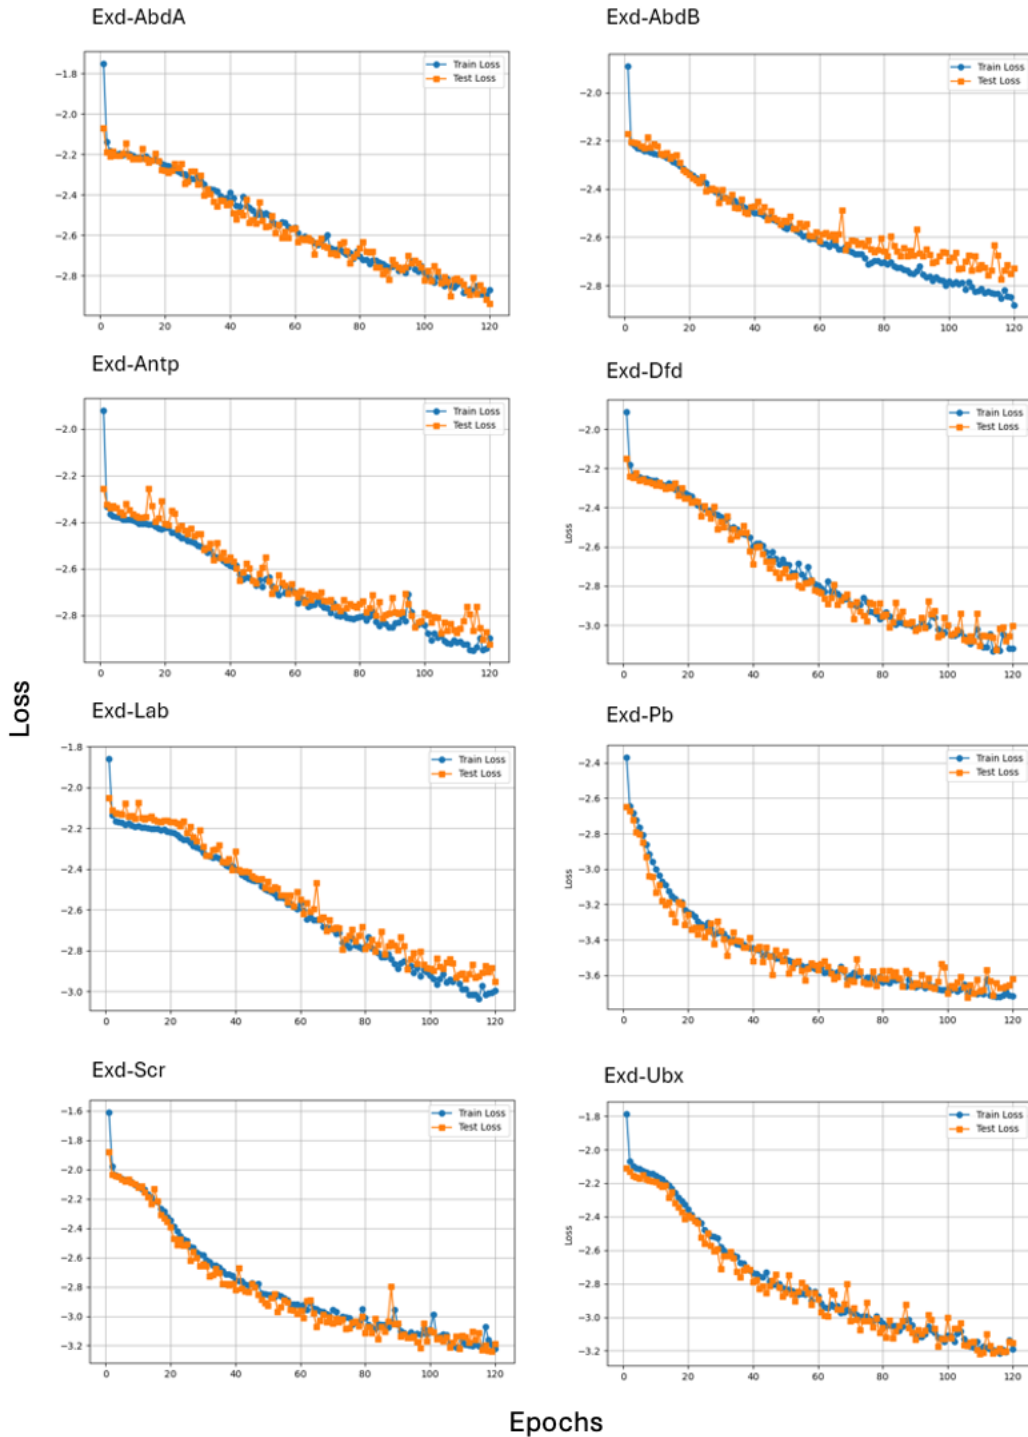 Exd-AbdA
Exd-AbdB
Train Loss
Test Loss
−1.8
−2.0
−2.2
−2.4
−2.6
−2.8
0 20 40 60 80 100 120
Train Loss
Test Loss
−2.0
−2.2
−2.4
−2.6
−2.8
0 20 40 60 80 100 120
Exd-Antp
Exd-Dfd
Train Loss
Test Loss
−2.0
−2.2
−2.4
−2.6
−2.8
0 20 40 60 80 100 120
Train Loss
Test Loss
−2.0
−2.2
−2.4
−2.6
−2.8
−3.0
Loss
0 20 40 60 80 100 120
Loss
Exd-Lab
Exd-Pb
Train Loss
Test Loss
−1.8
−2.0
−2.2
−2.4
−2.6
−2.8
−3.0
0 20 40 60 80 100 120
Train Loss
Test Loss
−2.4
−2.6
−2.8
−3.0
−3.2
−3.4
−3.6
Loss
0 20 40 60 80 100 120
Exd-Scr
Exd-Ubx
Train Loss
Test Loss
−1.6
−1.8
−2.0
−2.2
−2.4
−2.6
−2.8
−3.0
−3.2
0 20 40 60 80 100 120
Train Loss
Test Loss
−1.8
−2.0
−2.2
−2.4
−2.6
−2.8
−3.0
−3.2
Loss
0 20 40 60 80 100 120
Epochs